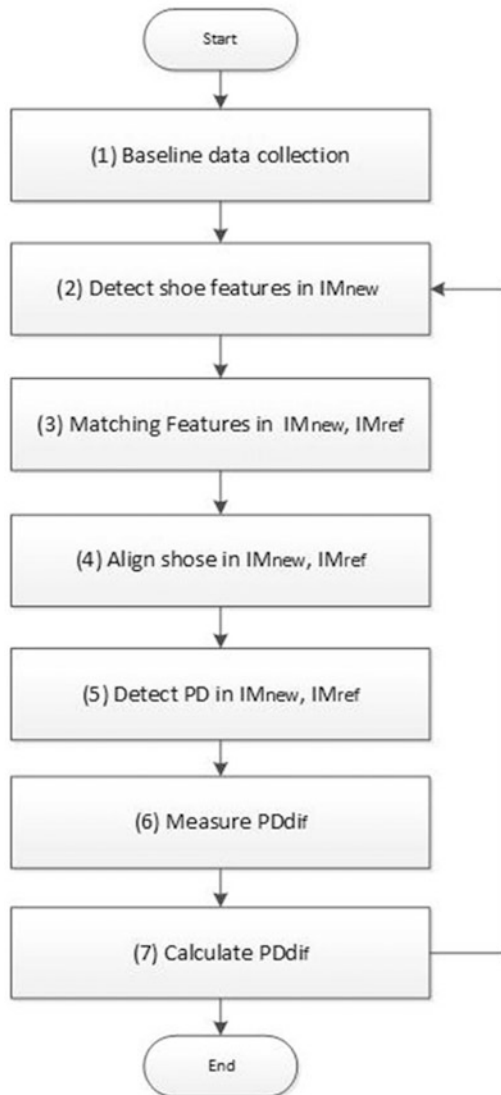 Start
(1) Baseline data collection
(2) Detect shoe features in IMnew
(3) Matching Features in IMnew, IMref
(4) Align shose in IMnew, IMref
(5) Detect PD in IMnew, IMref
(6) Measure PDdif
(7) Calculate PDdif
End